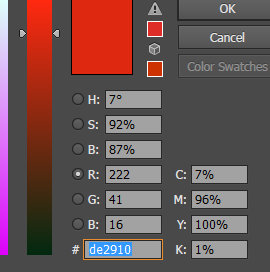 OK
Cancel
Color Swatches
H: 7°
S: 92%
B: 87%
R: 222 C: 7%
G: 41 M: 96%
B: 16 Y: 100%
# de2910 K: 1%